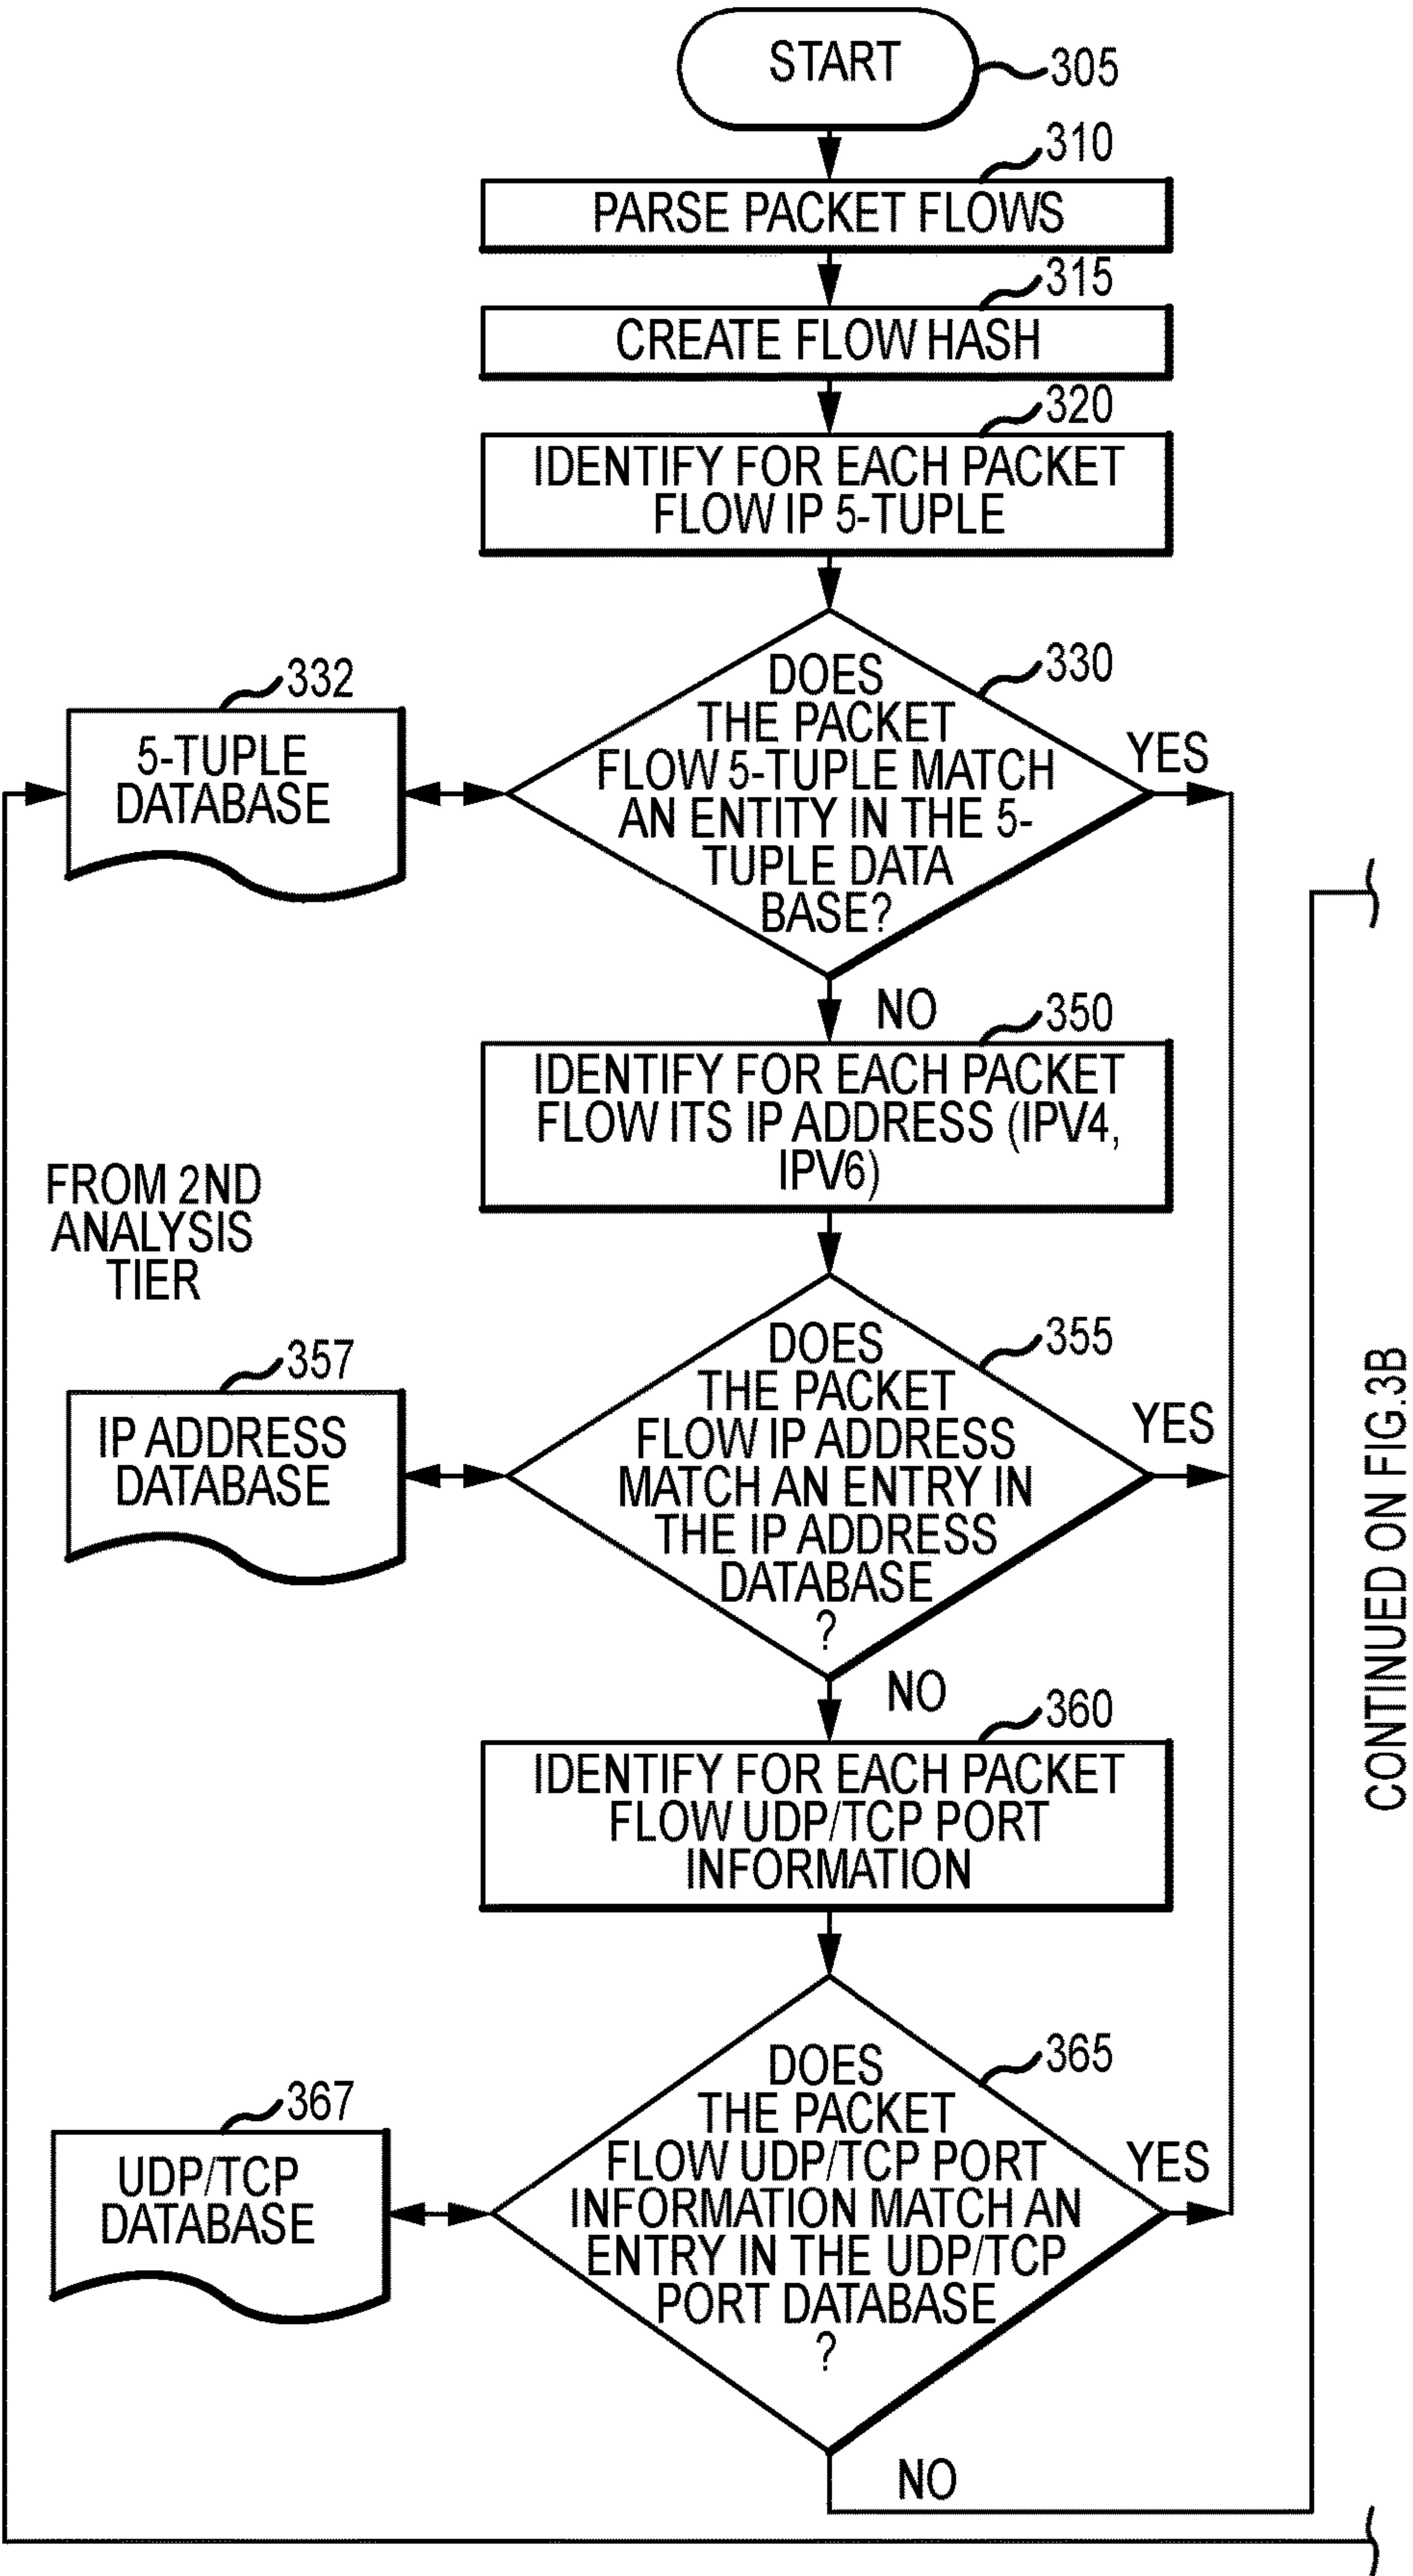 START
305
310
PARSE PACKET FLOWS
315
CREATE FLOW HASH
320
IDENTIFY FOR EACH PACKET
FLOW IP 5-TUPLE
332
5-TUPLE
DATABASE
330
DOES
THE PACKET
FLOW 5-TUPLE MATCH
AN ENTITY IN THE 5-
TUPLE DATA
BASE?
YES
NO
350
IDENTIFY FOR EACH PACKET
FLOW ITS IP ADDRESS (IPV4,
IPV6)
FROM 2ND
ANALYSIS
TIER
357
IP ADDRESS
DATABASE
355
DOES
THE PACKET
FLOW IP ADDRESS
MATCH AN ENTRY IN
THE IP ADDRESS
DATABASE
?
YES
NO
360
IDENTIFY FOR EACH PACKET
FLOW UDP/TCP PORT
INFORMATION
367
UDP/TCP
DATABASE
365
DOES
THE PACKET
FLOW UDP/TCP PORT
INFORMATION MATCH AN
ENTRY IN THE UDP/TCP
PORT DATABASE
?
YES
NO
CONTINUED ON FIG.3B